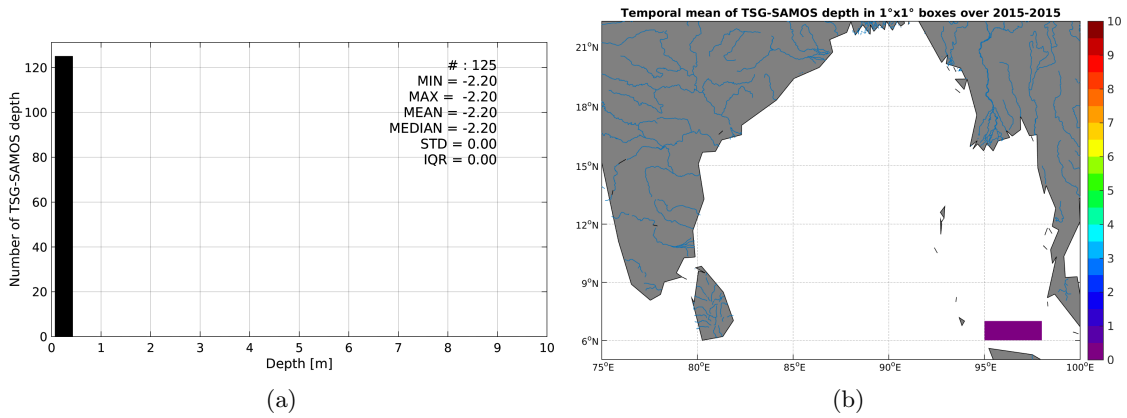 Number of TSG-SAMOS depth
120
100
80
60
40
20
0
# : 125
MIN = -2.20
MAX = -2.20
MEAN = -2.20
MEDIAN = -2.20
STD = 0.00
IQR = 0.00
0 1 2 3 4 5 6 7 8 9 10
Depth [m]
(a)
Temporal mean of TSG-SAMOS depth in 1°x1° boxes over 2015-2015
21°N
18°N
15°N
12°N
9°N
6°N
75°E 80°E 85°E 90°E 95°E 100°E
10
9
8
7
6
5
4
3
2
1
0
(b)